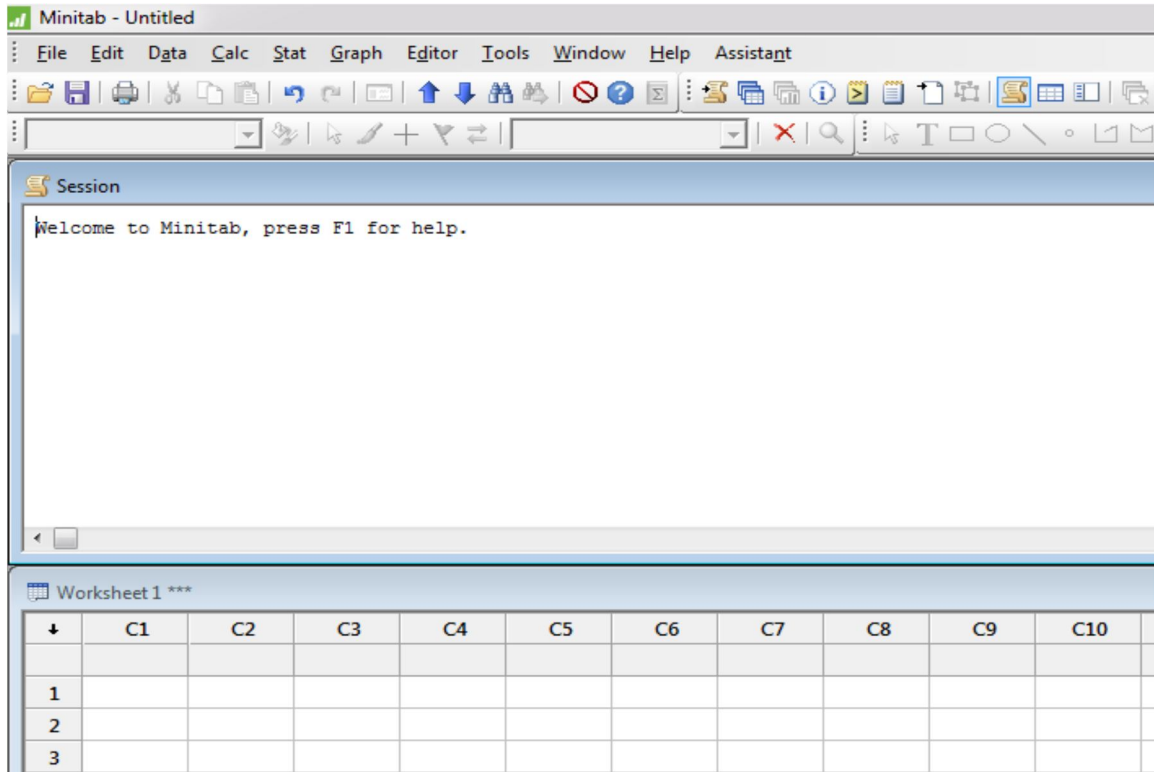 Minitab - Untitled
File Edit Data Calc Stat Graph Editor Tools Window Help Assistant
Session
Welcome to Minitab, press F1 for help.
Worksheet 1 ***
C1 C2 C3 C4 C5 C6 C7 C8 C9 C10
1
2
3